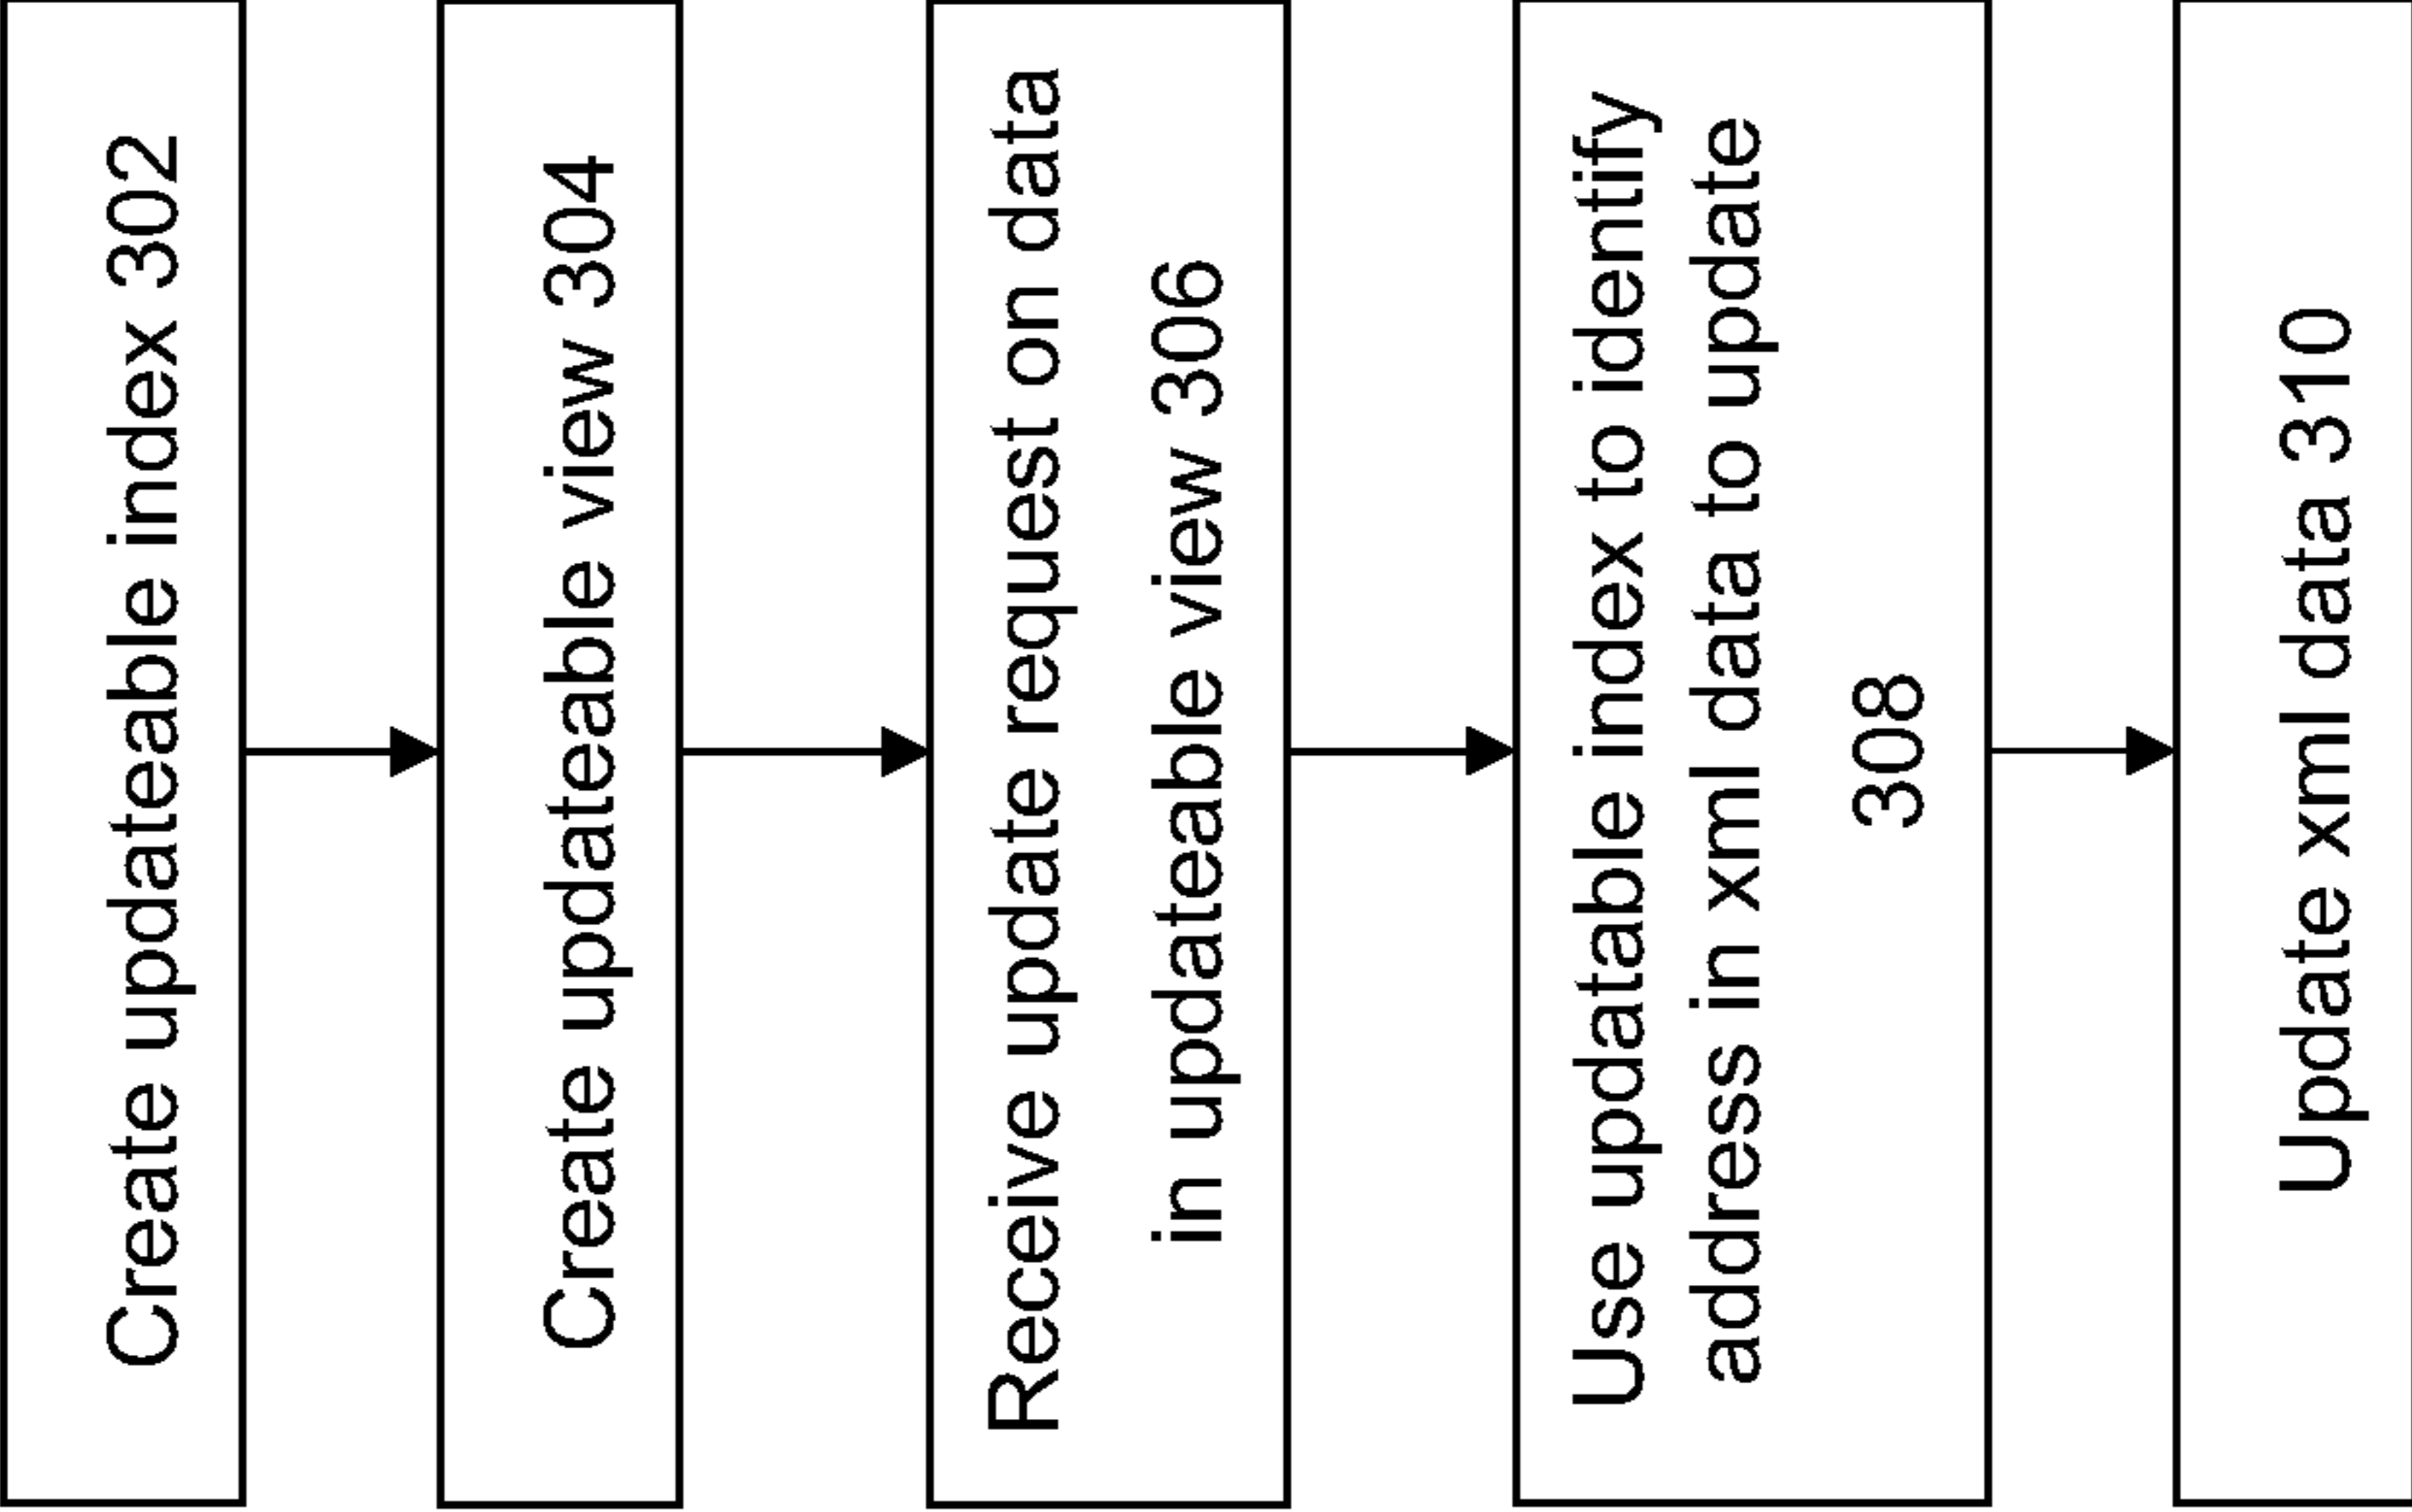 Create updateable index 302
Create updateable view 304
Receive update request on data
in updateable view 306
Use updatable index to identify
address in xml data to update
308
Update xml data 310